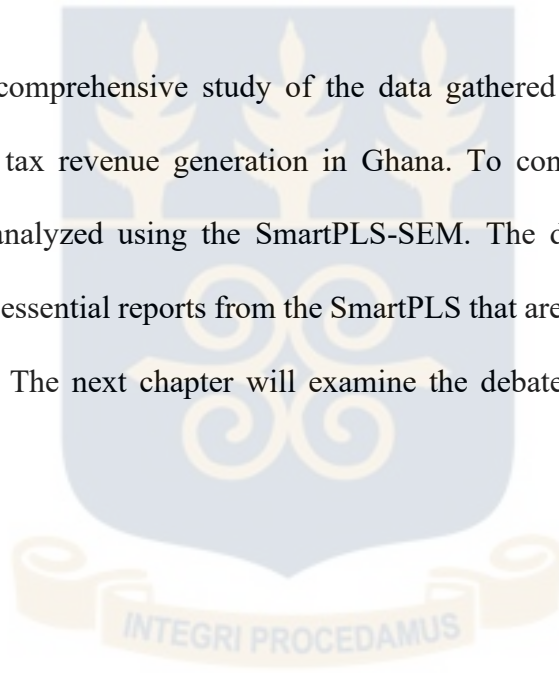 comprehensive study of the data gathered
tax revenue generation in Ghana. To con
analyzed using the SmartPLS-SEM. The d
essential reports from the SmartPLS that are
The next chapter will examine the debate
INTEGRI PROCEDAMUS